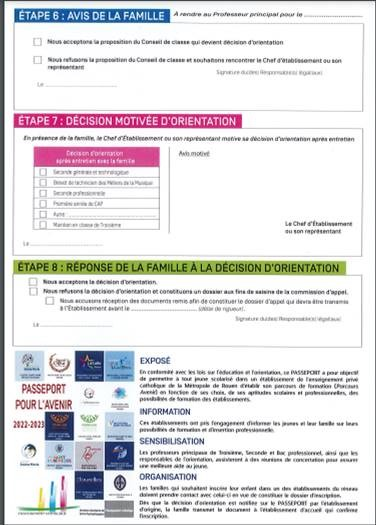 ÉTAPE 6 : AVIS DE LA FAMILLE
À rendre au Professeur principal pour le
Nous acceptons la proposition du Conseil de classe qui devient décision d'orientation
Nous refusons la proposition du Conseil de classe et souhaitons rencontrer le Chef d'établissement ou son
représentant
Signature du(des) Responsable(s) légal(aux)
Le
ÉTAPE 7 : DÉCISION MOTIVÉE D'ORIENTATION
En présence de la famille, le Chef d'Établissement ou son représentant motive sa décision d'orientation après entretien
Décision d'orientation
après entretien avec la famille
Avis motivé
Seconde générale et technologique
Brevet de technicien des Métiers de la Musique
Seconde professionnelle
Première année de CAP
Autre
Maintien en classe de Troisième
Le Chef d'Établissement
ou son représentant
Le
ÉTAPE 8 : RÉPONSE DE LA FAMILLE À LA DÉCISION D'ORIENTATION
Nous acceptons la décision d'orientation.
Nous refusons la décision d'orientation et constituons un dossier aux fins de saisine de la commission d'appel.
Nous accusons réception des documents remis afin de constituer le dossier d'appel qui devra être transmis
à l'Établissement avant le (délai de rigueur).
Signature du(des) Responsable(s) légal(aux)
Le
PASSEPORT
POUR L'AVENIR
2022-2023
EXPOSÉ
En conformité avec les lois sur l'éducation et l'orientation, ce PASSEPORT a pour objectif
de permettre à tout jeune scolarisé dans un établissement de l'enseignement privé
catholique de la Métropole de Rouen d'établir son parcours de formation (Parcours
Avenir) en fonction de ses choix, de ses aptitudes scolaires et professionnelles, des
possibilités de formation des établissements.
INFORMATION
Ces établissements ont pris l'engagement d'informer les jeunes et leur famille sur leurs
possibilités de formation et d'insertion professionnelle.
SENSIBILISATION
Les professeurs principaux de Troisième, Seconde et Bac professionnel, ainsi que les
responsables de l'orientation, assisteront à des réunions de concertation pour assurer
une meilleure aide au jeune.
ORGANISATION
Les familles qui souhaitent inscrire leur enfant dans un des établissements du réseau
doivent prendre contact avec celui-ci en vue de constituer le dossier d'inscription.
Dès que la décision d'orientation est notifiée sur le PASSEPORT par l'établissement
d'origine, la famille transmet le document à l'établissement d'accueil qui confirme
l'inscription.